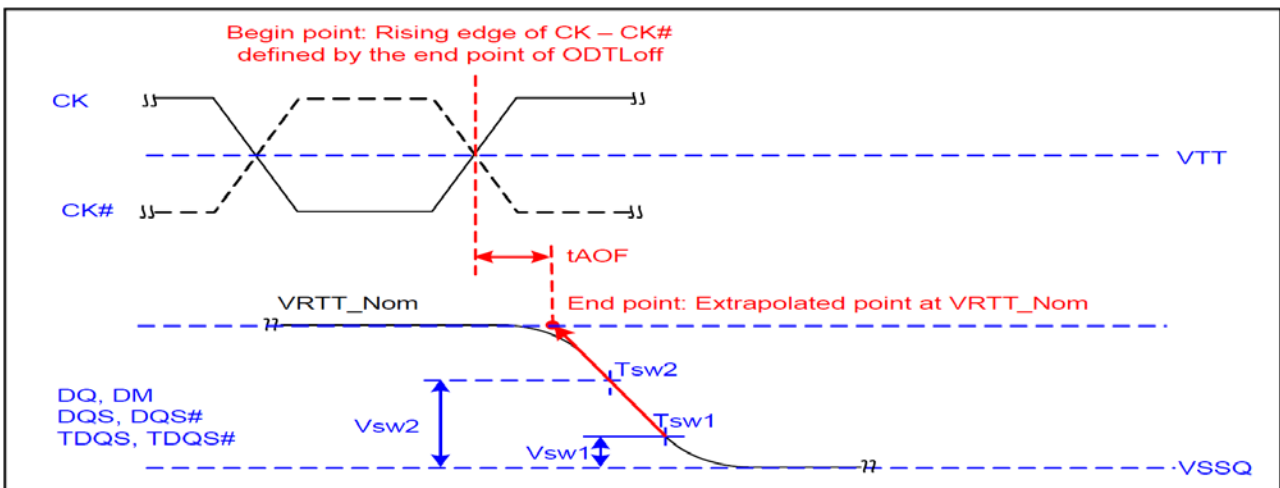 Begin point: Rising edge of CK – CK#
defined by the end point of ODTLoff
CK
VTT
CK#
tAOF
VRTT_Nom
End point: Extrapolated point at VRTT_Nom
Tsw2
DQ, DM
DQS, DQS#
TDQS, TDQS#
Vsw2
Tsw1
Vsw1
VSSQ